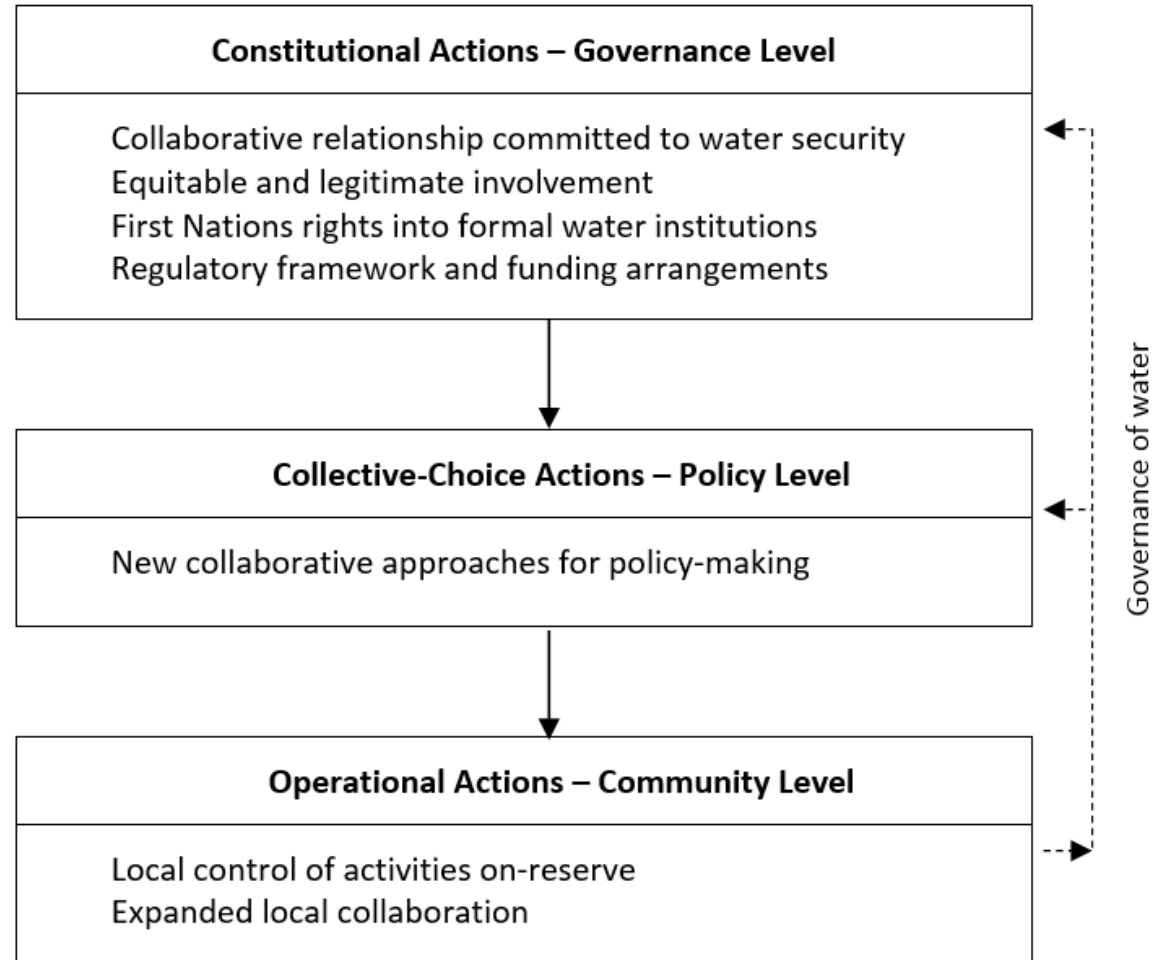 Constitutional Actions – Governance Level
Collaborative relationship committed to water security
Equitable and legitimate involvement
First Nations rights into formal water institutions
Regulatory framework and funding arrangements
Collective-Choice Actions – Policy Level
New collaborative approaches for policy-making
Operational Actions – Community Level
Local control of activities on-reserve
Expanded local collaboration
Governance of water